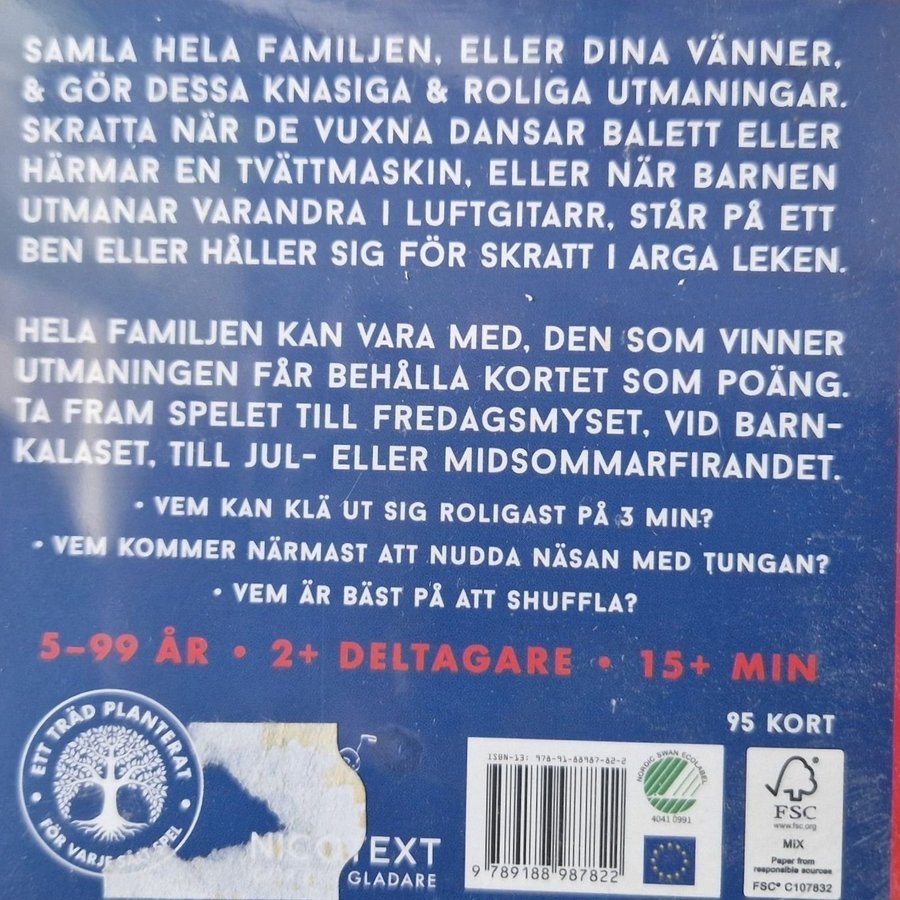 SAMLA HELA FAMILJEN, ELLER DINA VÄNNER,
& GÖR DESSA KNASIGA & ROLIGA UTMANINGAR.
SKRATTA NÄR DE VUXNA DANSAR BALETT ELLER
HÄRMAR EN TVÄTTMASKIN, ELLER NÄR BARNEN
UTMANAR VARANDRA I LUFTGITARR, STÅR PÅ ETT
BEN ELLER HÅLLER SIG FÖR SKRATT I ARGA LEKEN.
HELA FAMILJEN KAN VARA MED, DEN SOM VINNER
UTMANINGEN FÅR BEHÅLLA KORTET SOM POÄNG.
TA FRAM SPELET TILL FREDAGSMYSET, VID BARN-
KALASET, TILL JUL- ELLER MIDSOMMARFIRANDET.
• VEM KAN KLÄ UT SIG ROLIGAST PÅ 3 MIN?
• VEM KOMMER NÄRMAST ATT NUDDA NÄSAN MED TUNGAN?
• VEM ÄR BÄST PÅ ATT SHUFFLA?
5–99 ÅR • 2+ DELTAGARE • 15+ MIN
95 KORT
ETT TRÄD PLANTERAT
FÖR VARJE SÅLT SPEL
NICOTEXT
GLADARE
ISBN-13: 978-91-88987-82-2
9 789188 987822
NORDIC SWAN ECOLABEL
4041 0991
FSC
www.fsc.org
MIX
Paper from
responsible sources
FSC® C107832